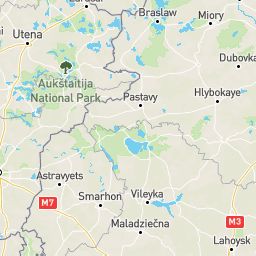 Braslaw
Miory
Utena
Dubovka
Aukštaitija
National Park
Pastavy
Hlybokaye
Astravyets
Smarhon
Vileyka
M7
M3
Maladziečna
Lahoysk